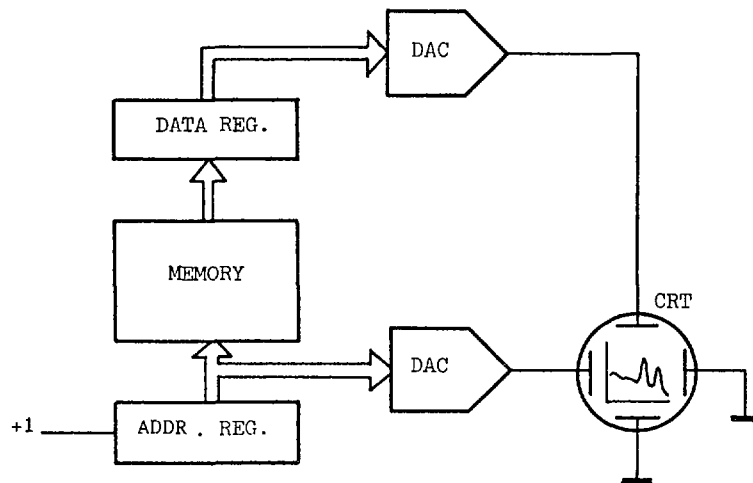 DAC
DATA REG.
MEMORY
CRT
DAC
+1
ADDR. REG.